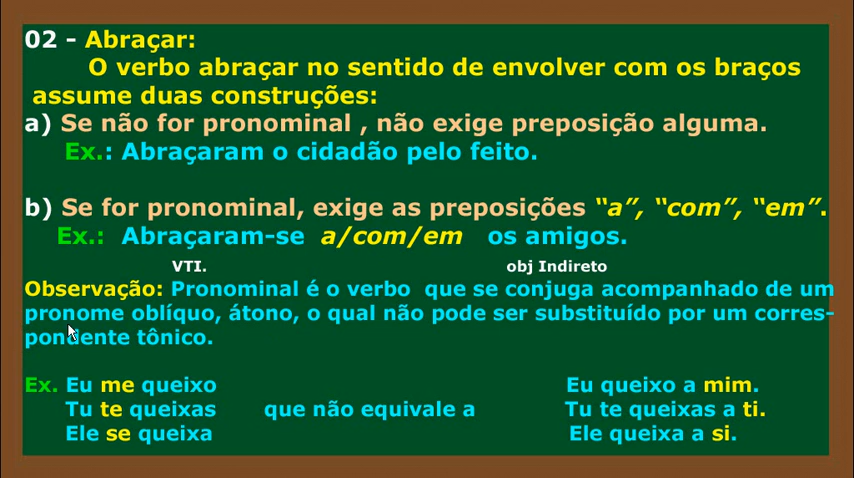 02 - Abraçar:
O verbo abraçar no sentido de envolver com os braços
assume duas construções:
a) Se não for pronominal , não exige preposição alguma.
Ex.: Abraçaram o cidadão pelo feito.
b) Se for pronominal, exige as preposições “a”, “com”, “em”.
Ex.: Abraçaram-se a/com/em os amigos.
VTI. obj Indireto
Observação: Pronominal é o verbo que se conjuga acompanhado de um
pronome oblíquo, átono, o qual não pode ser substituído por um corres-
pondente tônico.
Ex. Eu me queixo Eu queixo a mim.
Tu te queixas que não equivale a Tu te queixas a ti.
Ele se queixa Ele queixa a si.